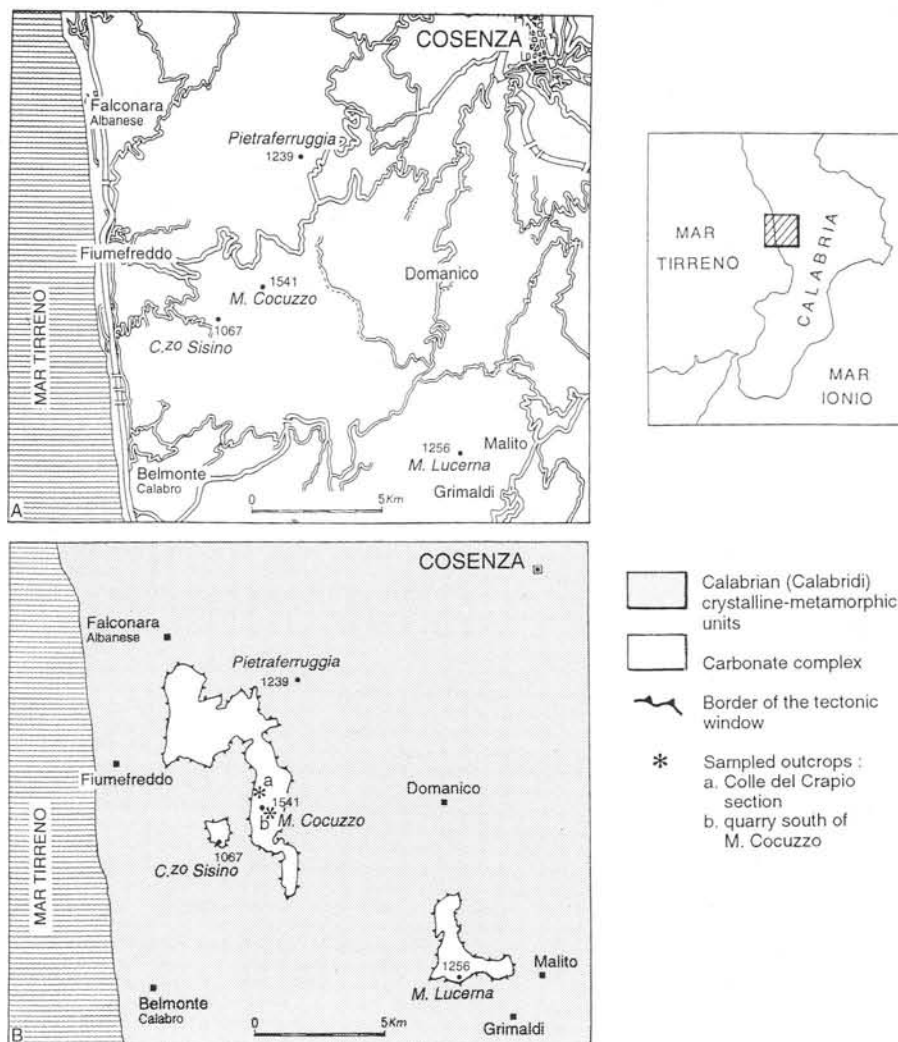 COSENZA
Falconara
Albanese
Pietraferruggia
1239
Fiumefreddo
1541
M. Cocuzzo
Domanico
1067
C.zo Sisino
MAR TIRRENO
1256
M. Lucerna
Malito
Grimaldi
Belmonte
Calabro
0 5Km
A
MAR
TIRRENO
CALABRIA
MAR
IONIO
COSENZA
Falconara
Albanese
Pietraferruggia
1239
Fiumefreddo
a
1541
b
M. Cocuzzo
Domanico
1067
C.zo Sisino
MAR TIRRENO
1256
M. Lucerna
Malito
Grimaldi
Belmonte
Calabro
0 5Km
B
Calabrian (Calabridi)
crystalline-metamorphic
units
Carbonate complex
Border of the tectonic
window
Sampled outcrops :
a. Colle del Crapio
section
b. quarry south of
M. Cocuzzo